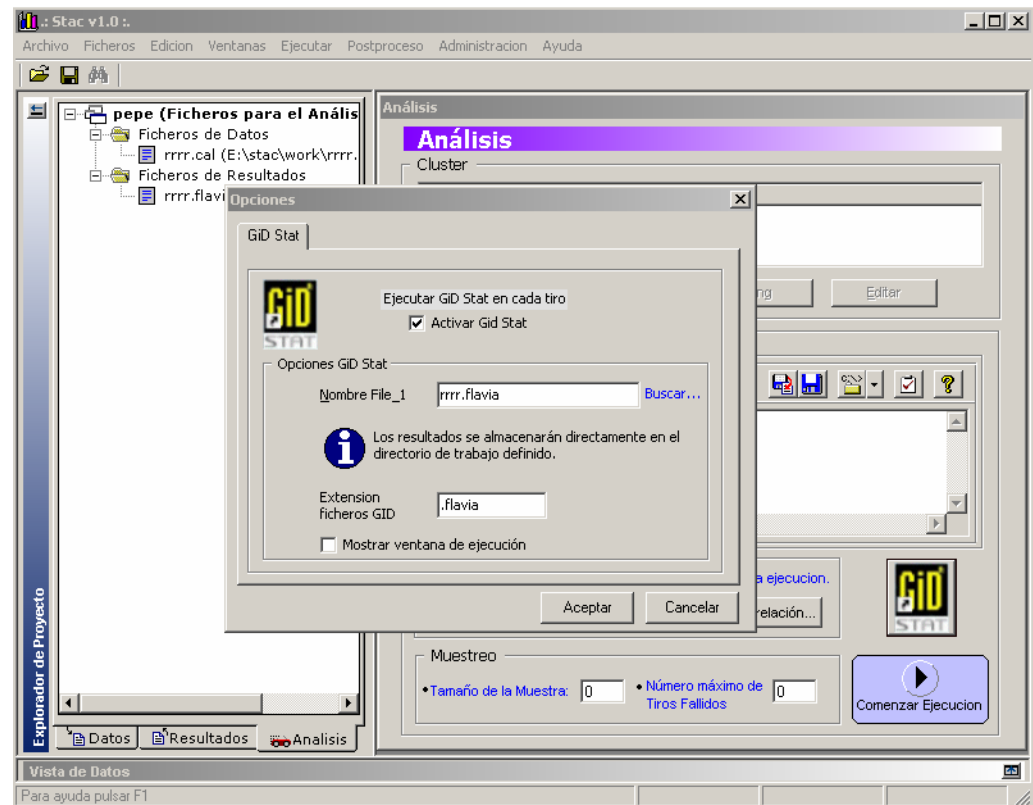 .: Stac v1.0 :.
Archivo Ficheros Edicion Ventanas Ejecutar Postproceso Administracion Ayuda
pepe (Ficheros para el Anális
Ficheros de Datos
rrrr.cal (E:\stac\work\rrrr.
Ficheros de Resultados
rrrr.flavi
Explorador de Proyecto
Datos
Resultados
Analisis
Análisis
Análisis
Cluster
Editar
Opciones
GiD Stat
GiD
STAT
Ejecutar GiD Stat en cada tiro
Activar Gid Stat
Opciones GiD Stat
Nombre File_1
rrrr.flavia
Buscar...
Los resultados se almacenarán directamente en el
directorio de trabajo definido.
Extension
ficheros GID
.flavia
Mostrar ventana de ejecución
Aceptar
Cancelar
a ejecucion.
relación...
GiD
STAT
Muestreo
•Tamaño de la Muestra:
0
•Número máximo de
Tiros Fallidos
0
Comenzar Ejecucion
Vista de Datos
Para ayuda pulsar F1